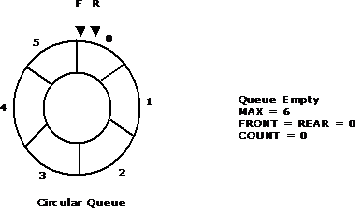 F R
0
5
1
4
2
3
Queue Empty
MAX = 6
FRONT = REAR = 0
COUNT = 0
Circular Queue